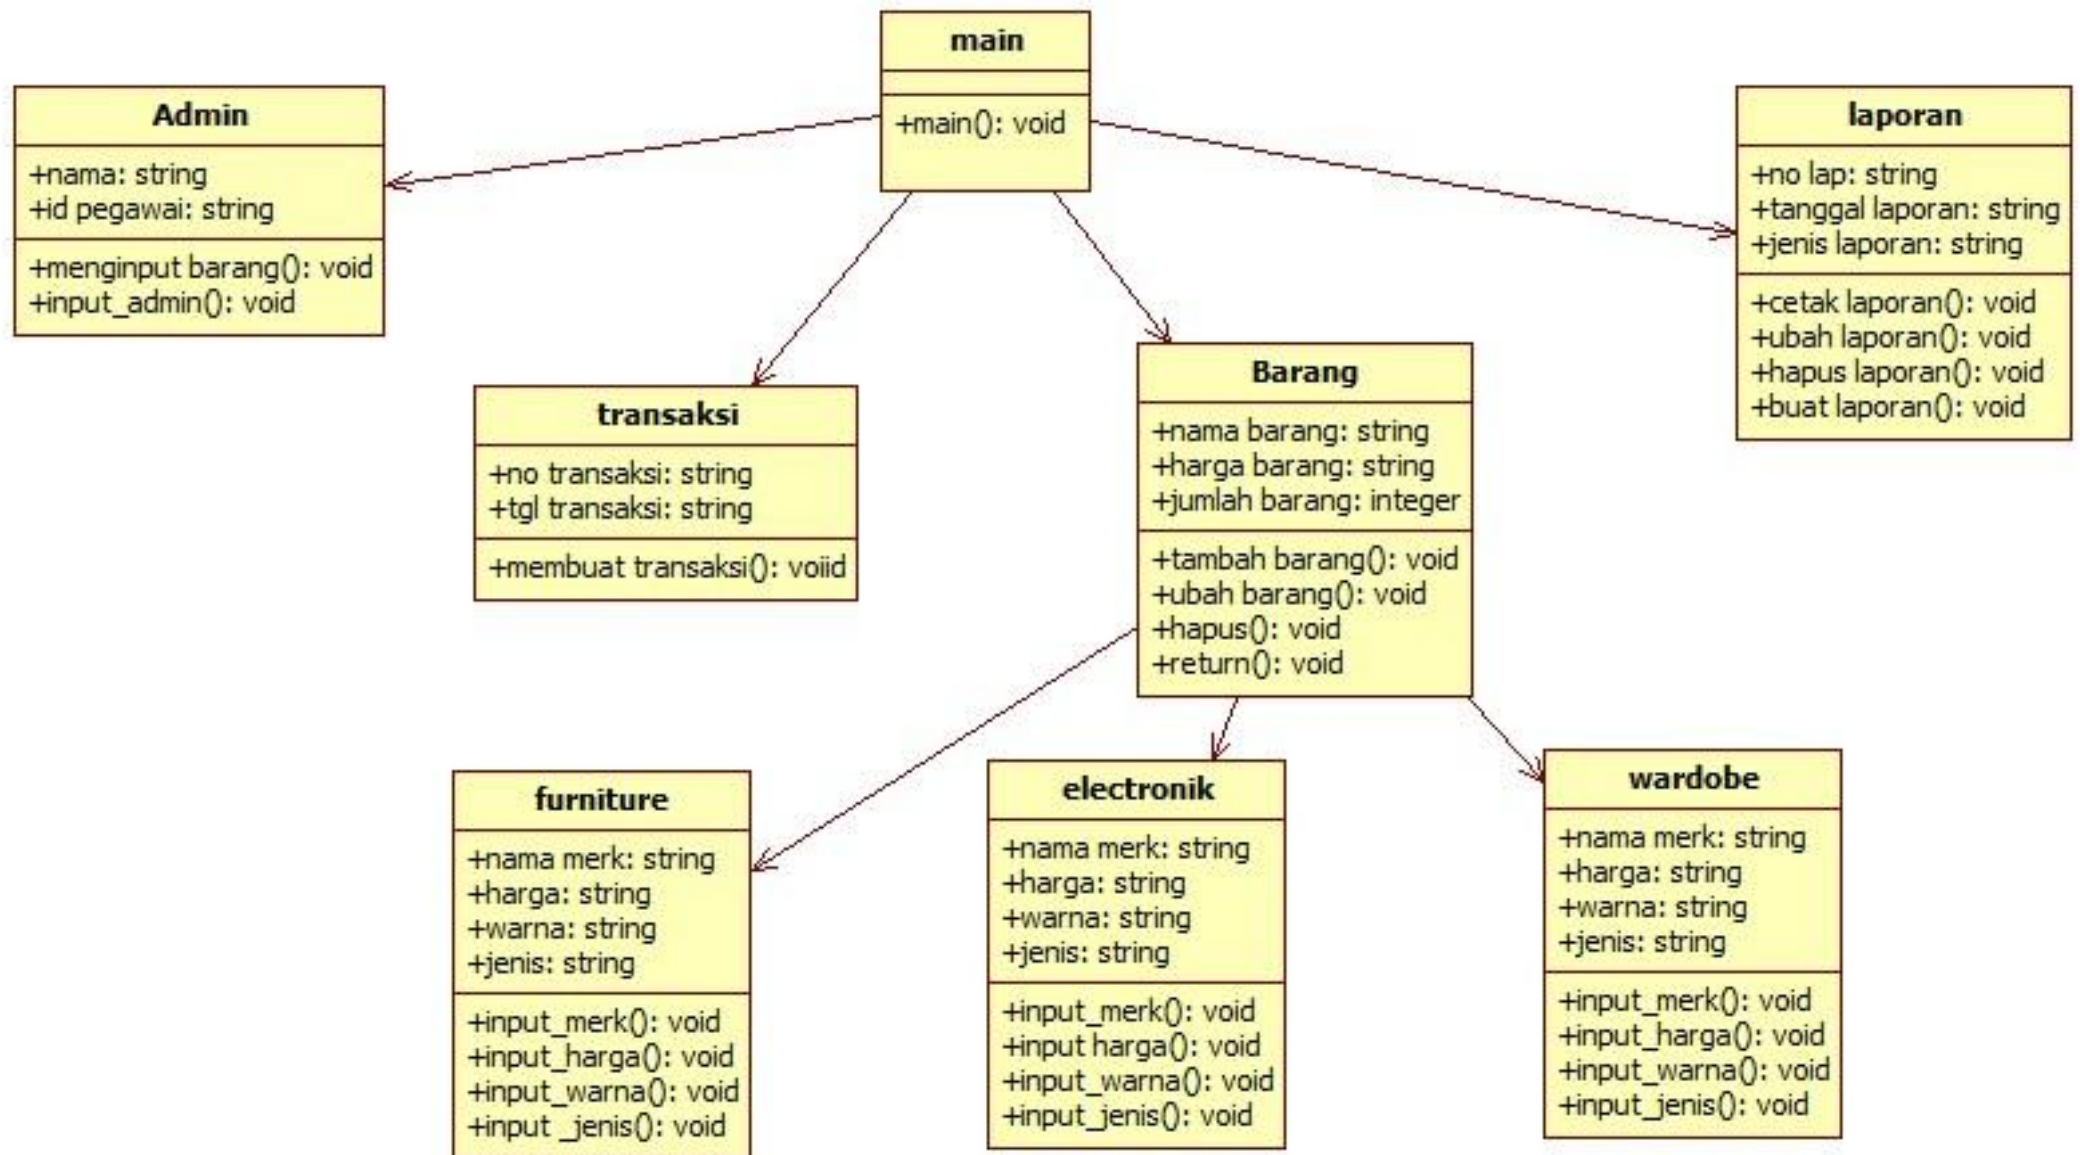 main
+main(): void
Admin
+nama: string
+id pegawai: string
+menginput barang(): void
+input_admin(): void
laporan
+no lap: string
+tanggal laporan: string
+jenis laporan: string
+cetak laporan(): void
+ubah laporan(): void
+hapus laporan(): void
+buat laporan(): void
transaksi
+no transaksi: string
+tgl transaksi: string
+membuat transaksi(): voiid
Barang
+nama barang: string
+harga barang: string
+jumlah barang: integer
+tambah barang(): void
+ubah barang(): void
+hapus(): void
+return(): void
furniture
+nama merk: string
+harga: string
+warna: string
+jenis: string
+input_merk(): void
+input_harga(): void
+input_warna(): void
+input _jenis(): void
electronik
+nama merk: string
+harga: string
+warna: string
+jenis: string
+input_merk(): void
+input harga(): void
+input_warna(): void
+input_jenis(): void
wardobe
+nama merk: string
+harga: string
+warna: string
+jenis: string
+input_merk(): void
+input_harga(): void
+input_warna(): void
+input_jenis(): void